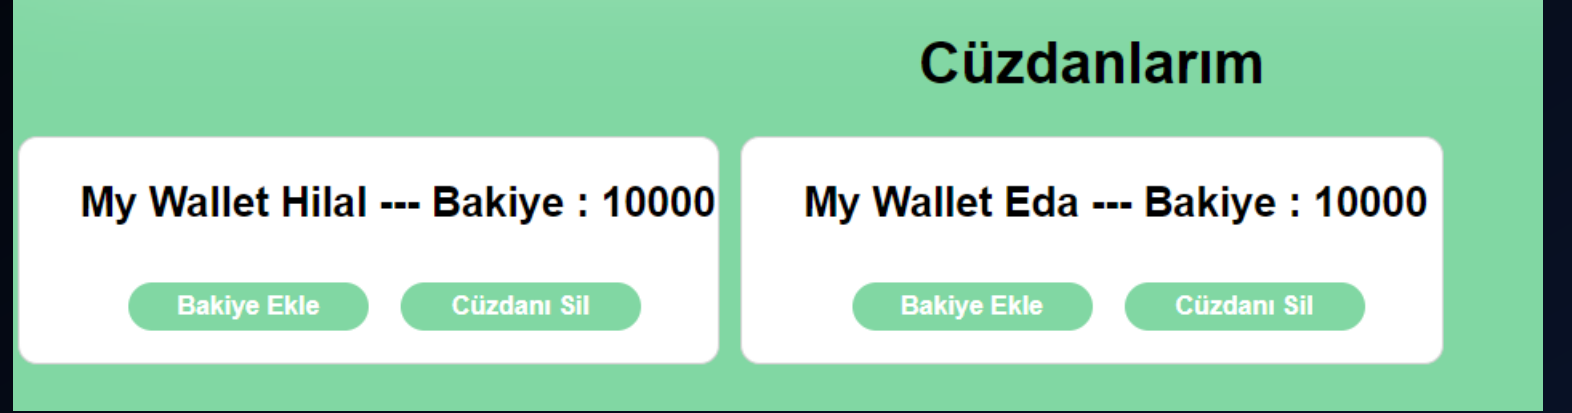 Cüzdanlarım
My Wallet Hilal --- Bakiye : 10000
Bakiye Ekle
Cüzdanı Sil
My Wallet Eda --- Bakiye : 10000
Bakiye Ekle
Cüzdanı Sil